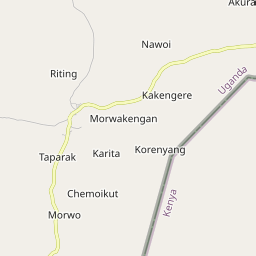 Akura
Nawoi
Riting
Uganda
Kakengere
Morwakengan
Taparak
Karita
Korenyang
Chemoikut
Kenya
Morwo